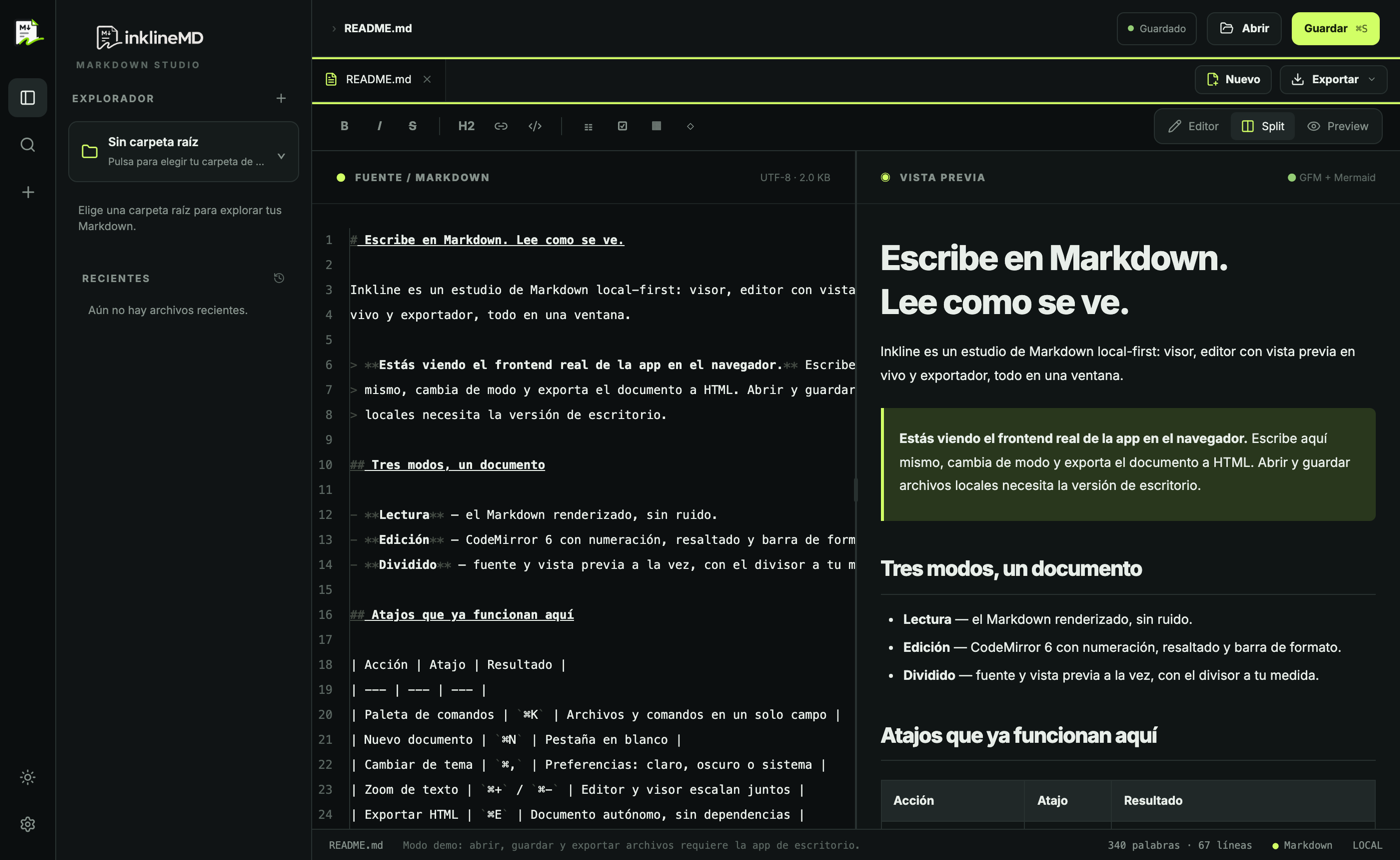 M↓
M↓ inklineMD
MARKDOWN STUDIO
EXPLORADOR
Sin carpeta raíz
Pulsa para elegir tu carpeta de ...
Elige una carpeta raíz para explorar tus
Markdown.
RECIENTES
Aún no hay archivos recientes.
› README.md
Guardado
Abrir
Guardar ⌘S
README.md
Nuevo
Exportar
B I S H2 </>
Editor
Split
Preview
FUENTE / MARKDOWN
UTF-8 · 2.0 KB
1 # Escribe en Markdown. Lee como se ve.
2
3 Inkline es un estudio de Markdown local-first: visor, editor con vista
4 vivo y exportador, todo en una ventana.
5
6 > **Estás viendo el frontend real de la app en el navegador.** Escribe
7 > mismo, cambia de modo y exporta el documento a HTML. Abrir y guardar
8 > locales necesita la versión de escritorio.
9
10 ## Tres modos, un documento
11
12 - **Lectura** — el Markdown renderizado, sin ruido.
13 - **Edición** — CodeMirror 6 con numeración, resaltado y barra de form
14 - **Dividido** — fuente y vista previa a la vez, con el divisor a tu m
15
16 ## Atajos que ya funcionan aquí
17
18 | Acción | Atajo | Resultado |
19 | --- | --- | --- |
20 | Paleta de comandos | `⌘K` | Archivos y comandos en un solo campo |
21 | Nuevo documento | `⌘N` | Pestaña en blanco |
22 | Cambiar de tema | `⌘,` | Preferencias: claro, oscuro o sistema |
23 | Zoom de texto | `⌘+` / `⌘-` | Editor y visor escalan juntos |
24 | Exportar HTML | `⌘E` | Documento autónomo, sin dependencias |
VISTA PREVIA
GFM + Mermaid
Escribe en Markdown.
Lee como se ve.
Inkline es un estudio de Markdown local-first: visor, editor con vista previa en
vivo y exportador, todo en una ventana.
Estás viendo el frontend real de la app en el navegador. Escribe aquí
mismo, cambia de modo y exporta el documento a HTML. Abrir y guardar
archivos locales necesita la versión de escritorio.
Tres modos, un documento
• Lectura — el Markdown renderizado, sin ruido.
• Edición — CodeMirror 6 con numeración, resaltado y barra de formato.
• Dividido — fuente y vista previa a la vez, con el divisor a tu medida.
Atajos que ya funcionan aquí
Acción Atajo Resultado
README.md Modo demo: abrir, guardar y exportar archivos requiere la app de escritorio.
340 palabras · 67 líneas Markdown LOCAL